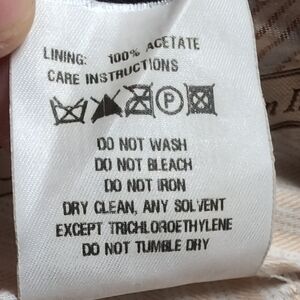 LINING: 100% ACETATE
CARE INSTRUCTIONS
P
DO NOT WASH
DO NOT BLEACH
DO NOT IRON
DRY CLEAN, ANY SOLVENT
EXCEPT TRICHLOROETHYLENE
DO NOT TUMBLE DRY